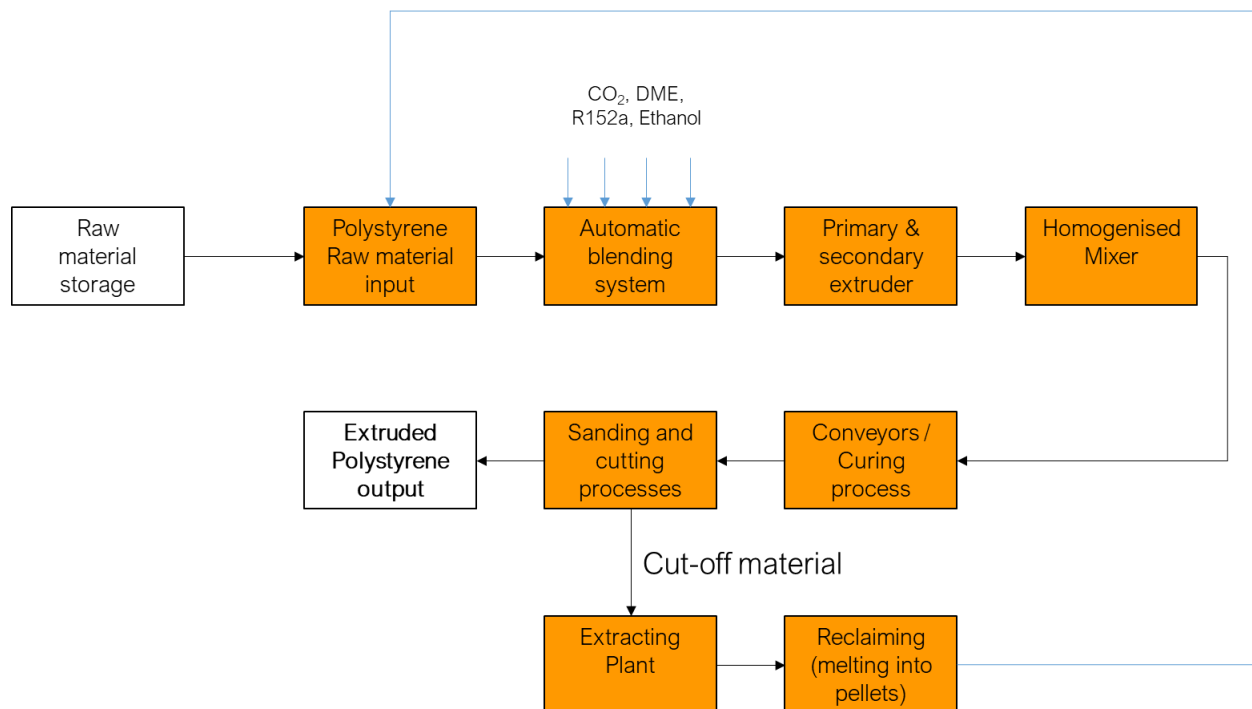 CO₂, DME,
R152a, Ethanol
Raw
material
storage
Polystyrene
Raw material
input
Automatic
blending
system
Primary &
secondary
extruder
Homogenised
Mixer
Extruded
Polystyrene
output
Sanding and
cutting
processes
Conveyors /
Curing
process
Cut-off material
Extracting
Plant
Reclaiming
(melting into
pellets)